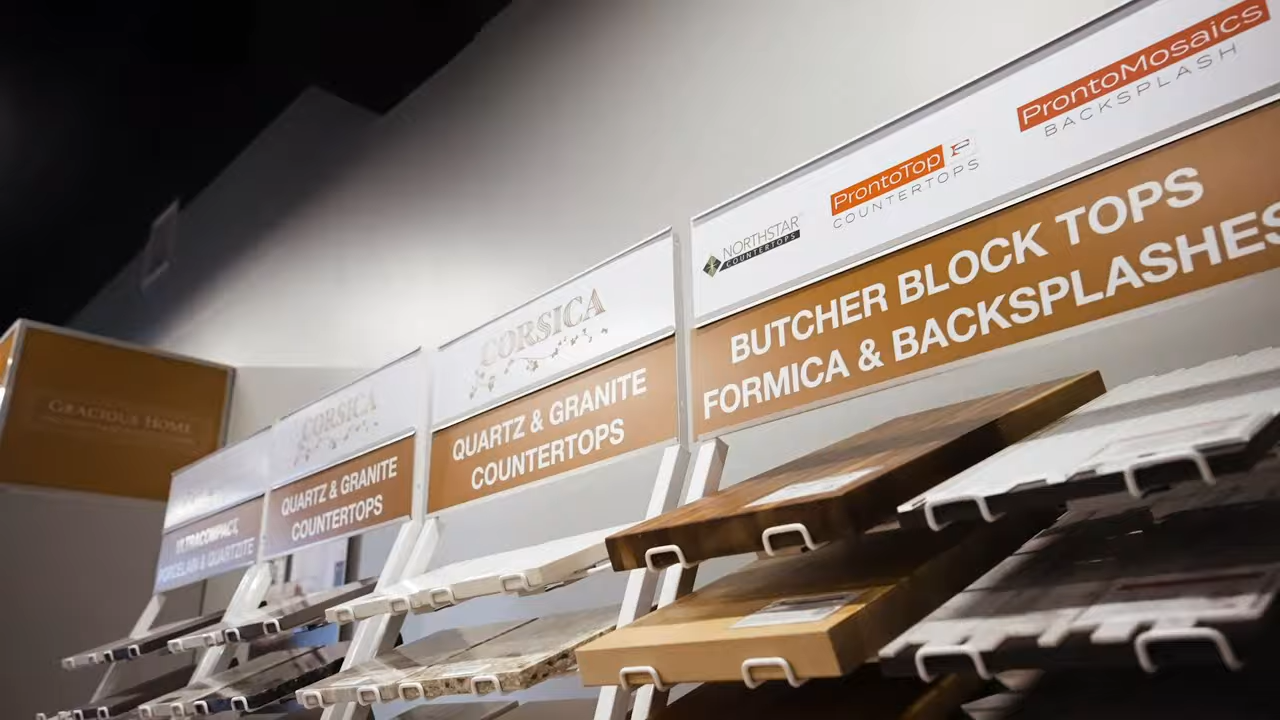 GRACIOUS HOME
ULTRACOMPACT,
PORCELAIN & QUARTZITE
CORSICA
QUARTZ & GRANITE
COUNTERTOPS
CORSICA
QUARTZ & GRANITE
COUNTERTOPS
NORTHSTAR
COUNTERTOPS
ProntoTop P
COUNTERTOPS
ProntoMosaics
BACKSPLASH
BUTCHER BLOCK TOPS
FORMICA & BACKSPLASHES